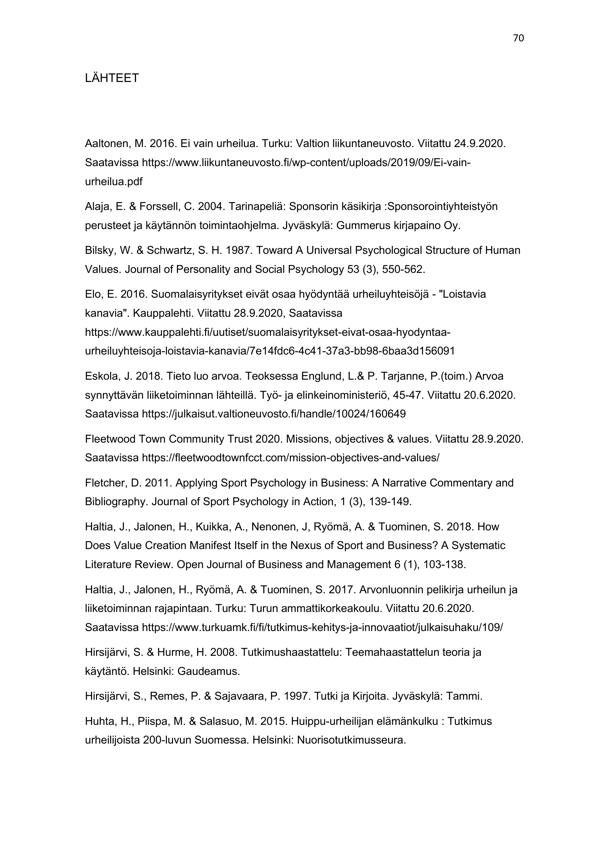 70
LÄHTEET
Aaltonen, M. 2016. Ei vain urheilua. Turku: Valtion liikuntaneuvosto. Viitattu 24.9.2020.
Saatavissa https://www.liikuntaneuvosto.fi/wp-content/uploads/2019/09/Ei-vain-
urheilua.pdf
Alaja, E. & Forssell, C. 2004. Tarinapeliä: Sponsorin käsikirja :Sponsorointiyhteistyön
perusteet ja käytännön toimintaohjelma. Jyväskylä: Gummerus kirjapaino Oy.
Bilsky, W. & Schwartz, S. H. 1987. Toward A Universal Psychological Structure of Human
Values. Journal of Personality and Social Psychology 53 (3), 550-562.
Elo, E. 2016. Suomalaisyritykset eivät osaa hyödyntää urheiluyhteisöjä - "Loistavia
kanavia". Kauppalehti. Viitattu 28.9.2020, Saatavissa
https://www.kauppalehti.fi/uutiset/suomalaisyritykset-eivat-osaa-hyodyntaa-
urheiluyhteisoja-loistavia-kanavia/7e14fdc6-4c41-37a3-bb98-6baa3d156091
Eskola, J. 2018. Tieto luo arvoa. Teoksessa Englund, L.& P. Tarjanne, P.(toim.) Arvoa
synnyttävän liiketoiminnan lähteillä. Työ- ja elinkeinoministeriö, 45-47. Viitattu 20.6.2020.
Saatavissa https://julkaisut.valtioneuvosto.fi/handle/10024/160649
Fleetwood Town Community Trust 2020. Missions, objectives & values. Viitattu 28.9.2020.
Saatavissa https://fleetwoodtownfcct.com/mission-objectives-and-values/
Fletcher, D. 2011. Applying Sport Psychology in Business: A Narrative Commentary and
Bibliography. Journal of Sport Psychology in Action, 1 (3), 139-149.
Haltia, J., Jalonen, H., Kuikka, A., Nenonen, J, Ryömä, A. & Tuominen, S. 2018. How
Does Value Creation Manifest Itself in the Nexus of Sport and Business? A Systematic
Literature Review. Open Journal of Business and Management 6 (1), 103-138.
Haltia, J., Jalonen, H., Ryömä, A. & Tuominen, S. 2017. Arvonluonnin pelikirja urheilun ja
liiketoiminnan rajapintaan. Turku: Turun ammattikorkeakoulu. Viitattu 20.6.2020.
Saatavissa https://www.turkuamk.fi/fi/tutkimus-kehitys-ja-innovaatiot/julkaisuhaku/109/
Hirsijärvi, S. & Hurme, H. 2008. Tutkimushaastattelu: Teemahaastattelun teoria ja
käytäntö. Helsinki: Gaudeamus.
Hirsijärvi, S., Remes, P. & Sajavaara, P. 1997. Tutki ja Kirjoita. Jyväskylä: Tammi.
Huhta, H., Piispa, M. & Salasuo, M. 2015. Huippu-urheilijan elämänkulku : Tutkimus
urheilijoista 200-luvun Suomessa. Helsinki: Nuorisotutkimusseura.